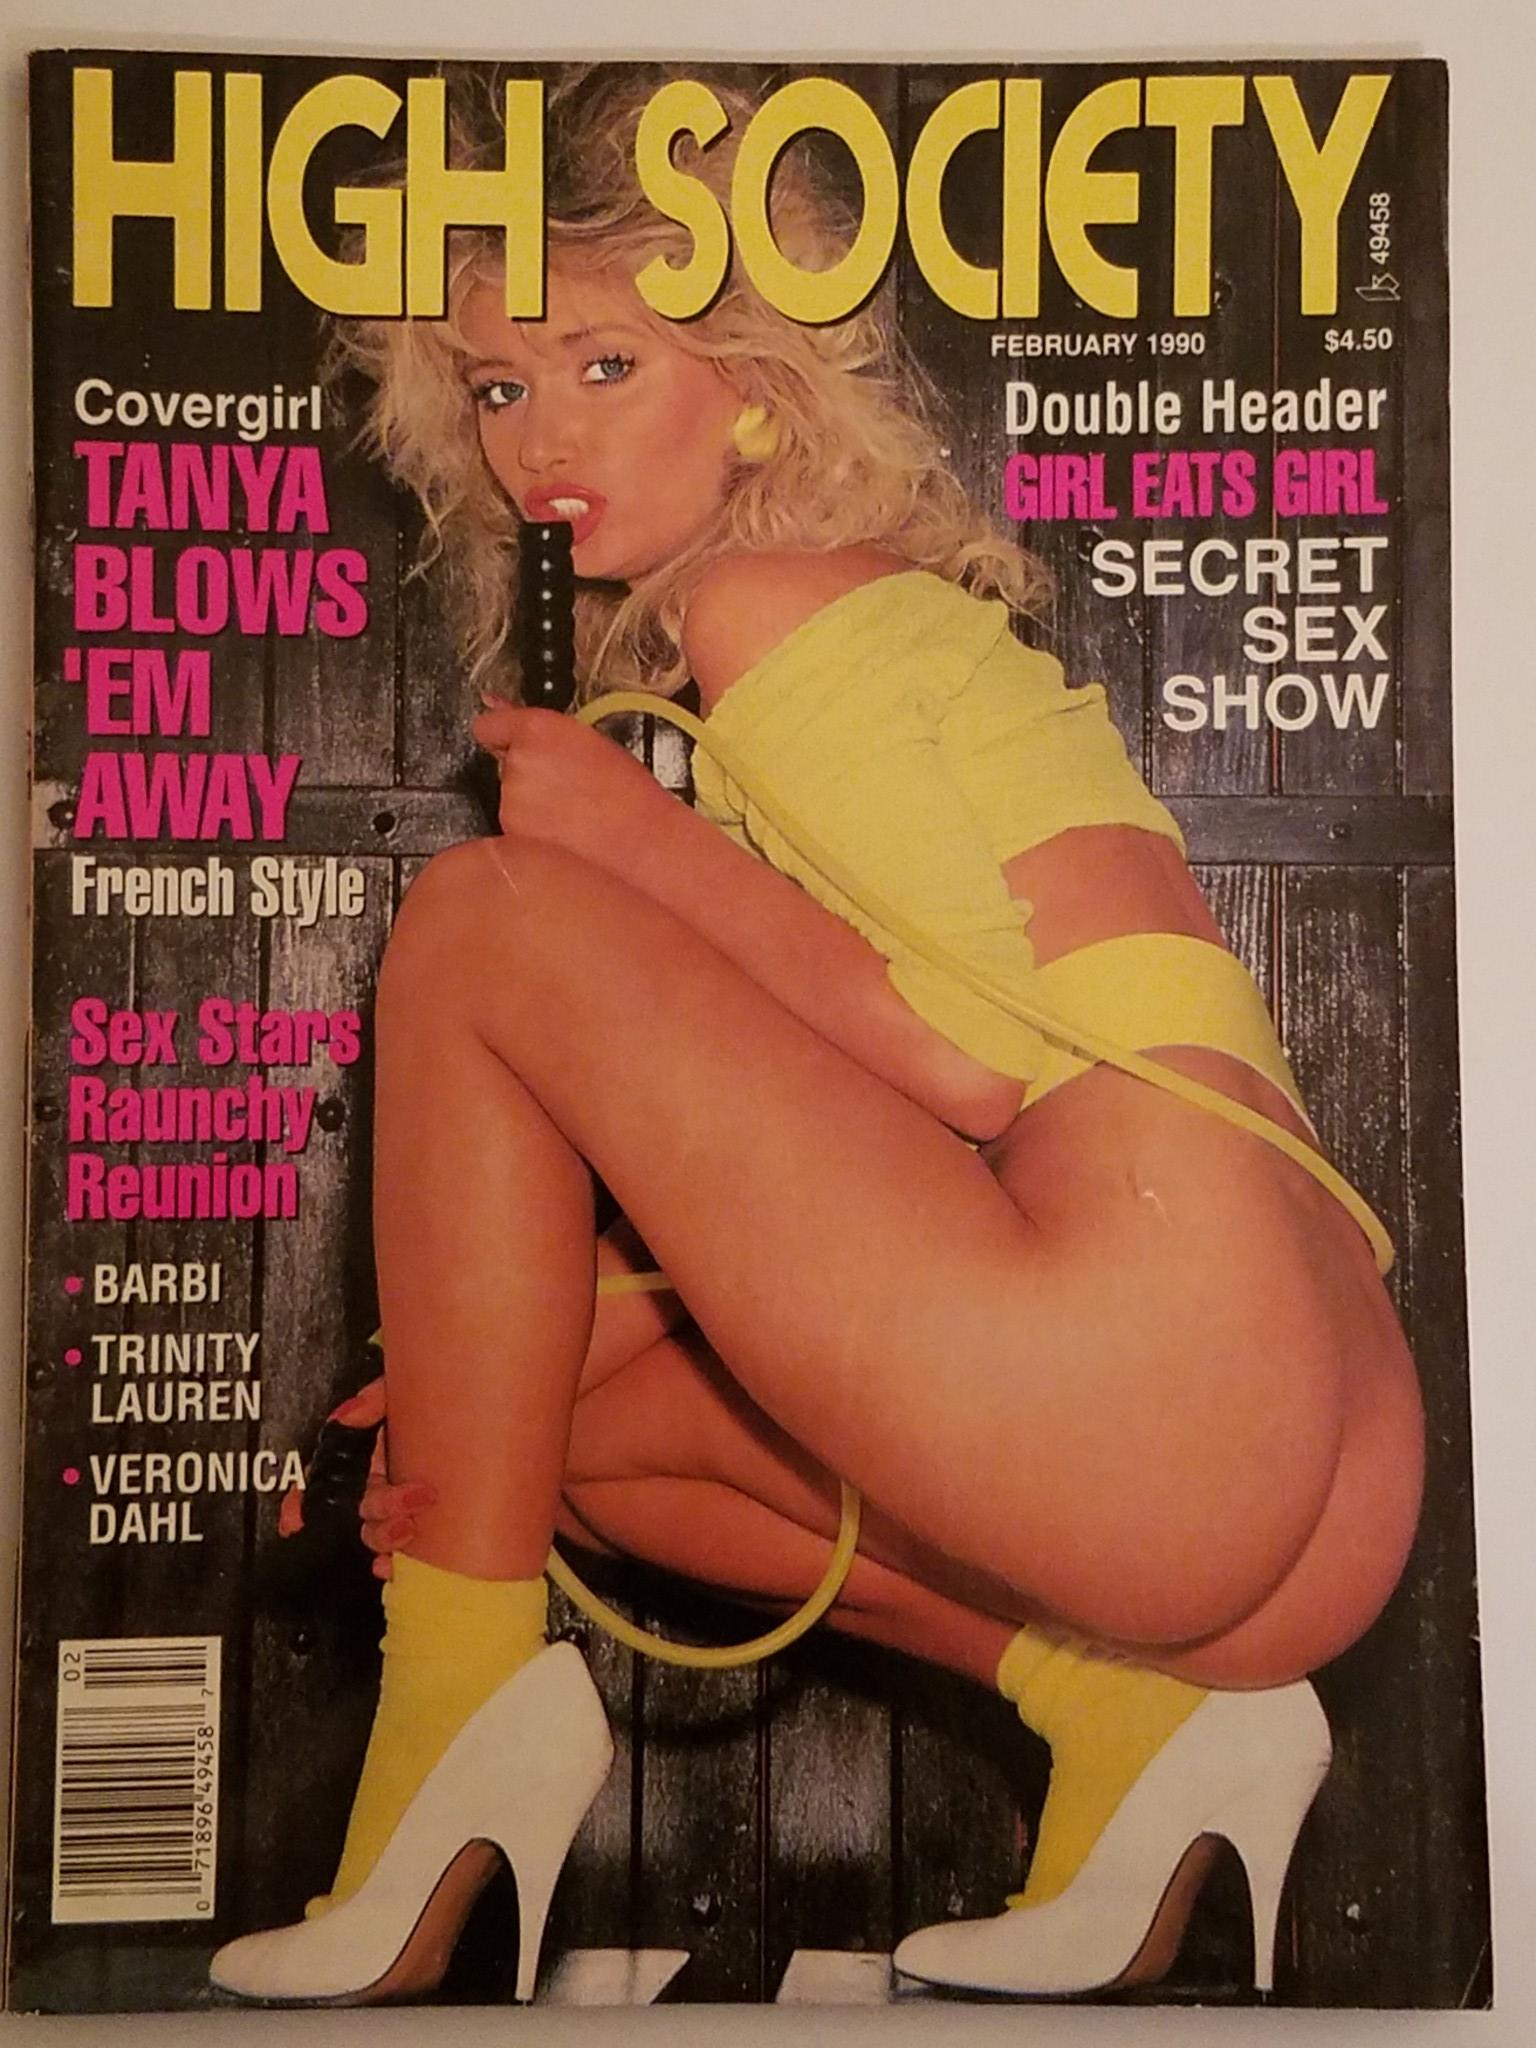 HIGH SOCIETY
49458
FEBRUARY 1990
$4.50
Covergirl
TANYA
BLOWS
'EM
AWAY
French Style
Sex Stars
Raunchy
Reunion
• BARBI
• TRINITY
LAUREN
• VERONICA
DAHL
Double Header
GIRL EATS GIRL
SECRET
SEX
SHOW
02
0 71896 49458 7